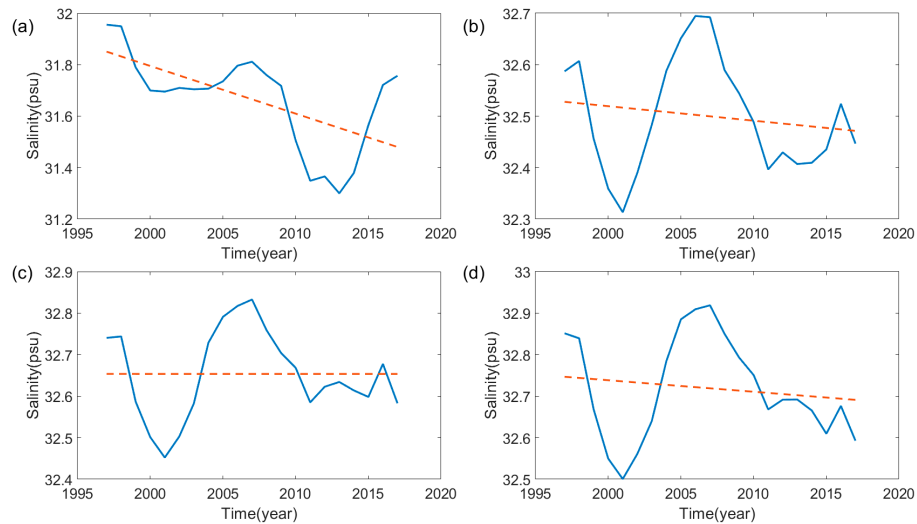 (a)
32
31.8
31.6
31.4
31.2
Salinity(psu)
1995 2000 2005 2010 2015 2020
Time(year)
(b)
32.7
32.6
32.5
32.4
32.3
Salinity(psu)
1995 2000 2005 2010 2015 2020
Time(year)
(c)
32.9
32.8
32.7
32.6
32.5
32.4
Salinity(psu)
1995 2000 2005 2010 2015 2020
Time(year)
(d)
33
32.9
32.8
32.7
32.6
32.5
Salinity(psu)
1995 2000 2005 2010 2015 2020
Time(year)